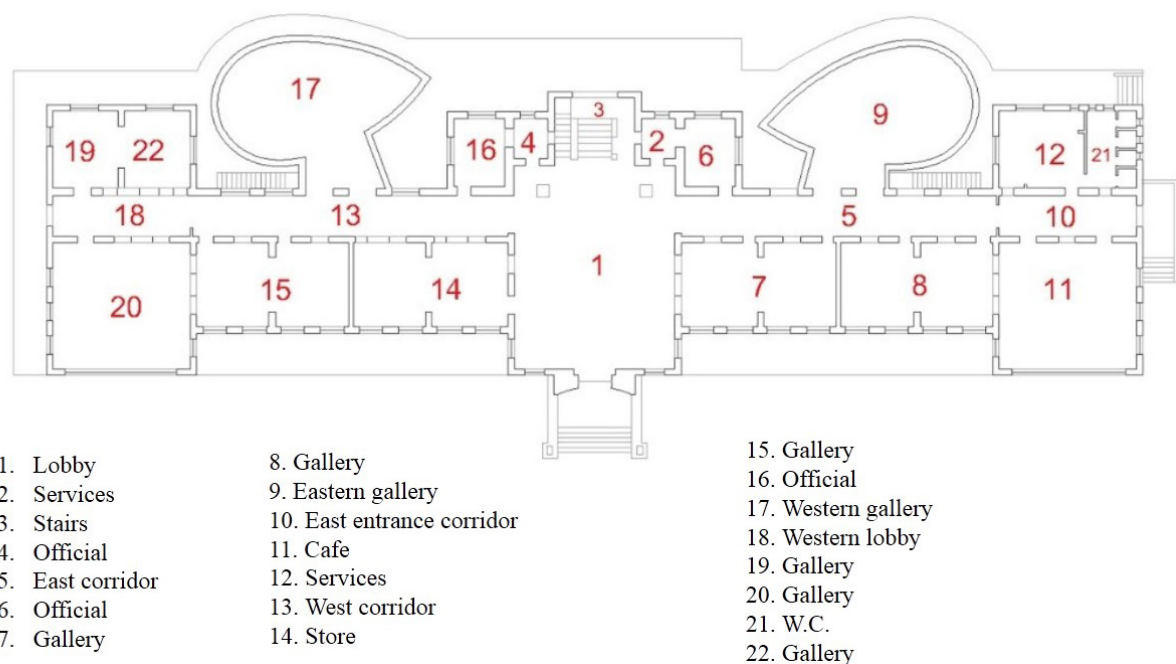 17
9
3
19
22
16
4
2
6
12
21
18
13
5
10
1
20
15
14
7
8
11
1. Lobby
2. Services
3. Stairs
4. Official
5. East corridor
6. Official
7. Gallery
8. Gallery
9. Eastern gallery
10. East entrance corridor
11. Cafe
12. Services
13. West corridor
14. Store
15. Gallery
16. Official
17. Western gallery
18. Western lobby
19. Gallery
20. Gallery
21. W.C.
22. Gallery